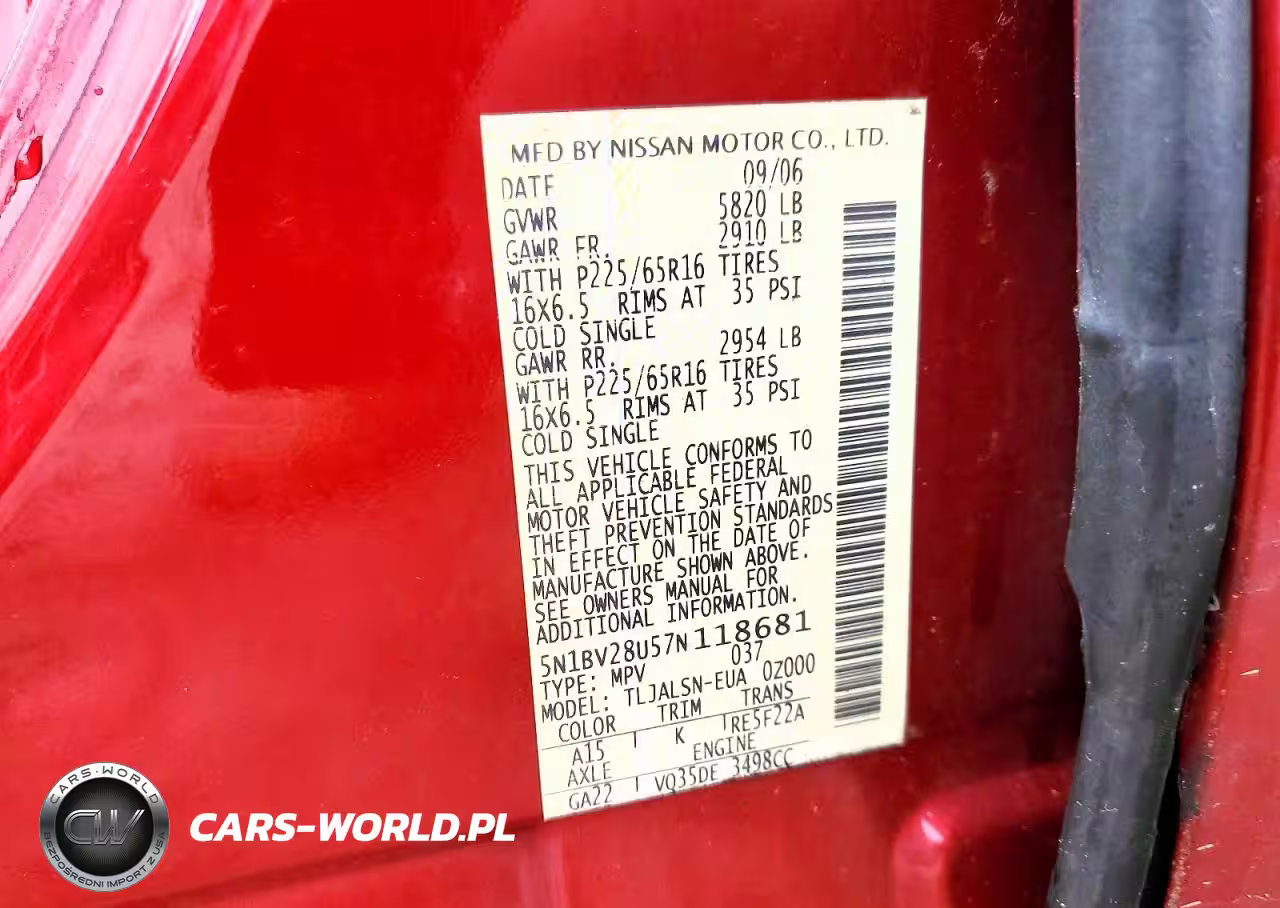 MFD BY NISSAN MOTOR CO., LTD.
DATE 09/06
GVWR 5820 LB
GAWR FR. 2910 LB
WITH P225/65R16 TIRES
16X6.5 RIMS AT 35 PSI
COLD SINGLE
GAWR RR. 2954 LB
WITH P225/65R16 TIRES
16X6.5 RIMS AT 35 PSI
COLD SINGLE
THIS VEHICLE CONFORMS TO
ALL APPLICABLE FEDERAL
MOTOR VEHICLE SAFETY AND
THEFT PREVENTION STANDARDS
IN EFFECT ON THE DATE OF
MANUFACTURE SHOWN ABOVE.
SEE OWNERS MANUAL FOR
ADDITIONAL INFORMATION.
5N1BV28U57N118681
TYPE: MPV 037
MODEL: TLJALSN-EUA 0Z000
COLOR TRIM TRANS
A15 K RE5F22A
AXLE ENGINE
GA22 VQ35DE 3498CC
CARS-WORLD
CW
BEZPOŚREDNI IMPORT Z USA
CARS-WORLD.PL